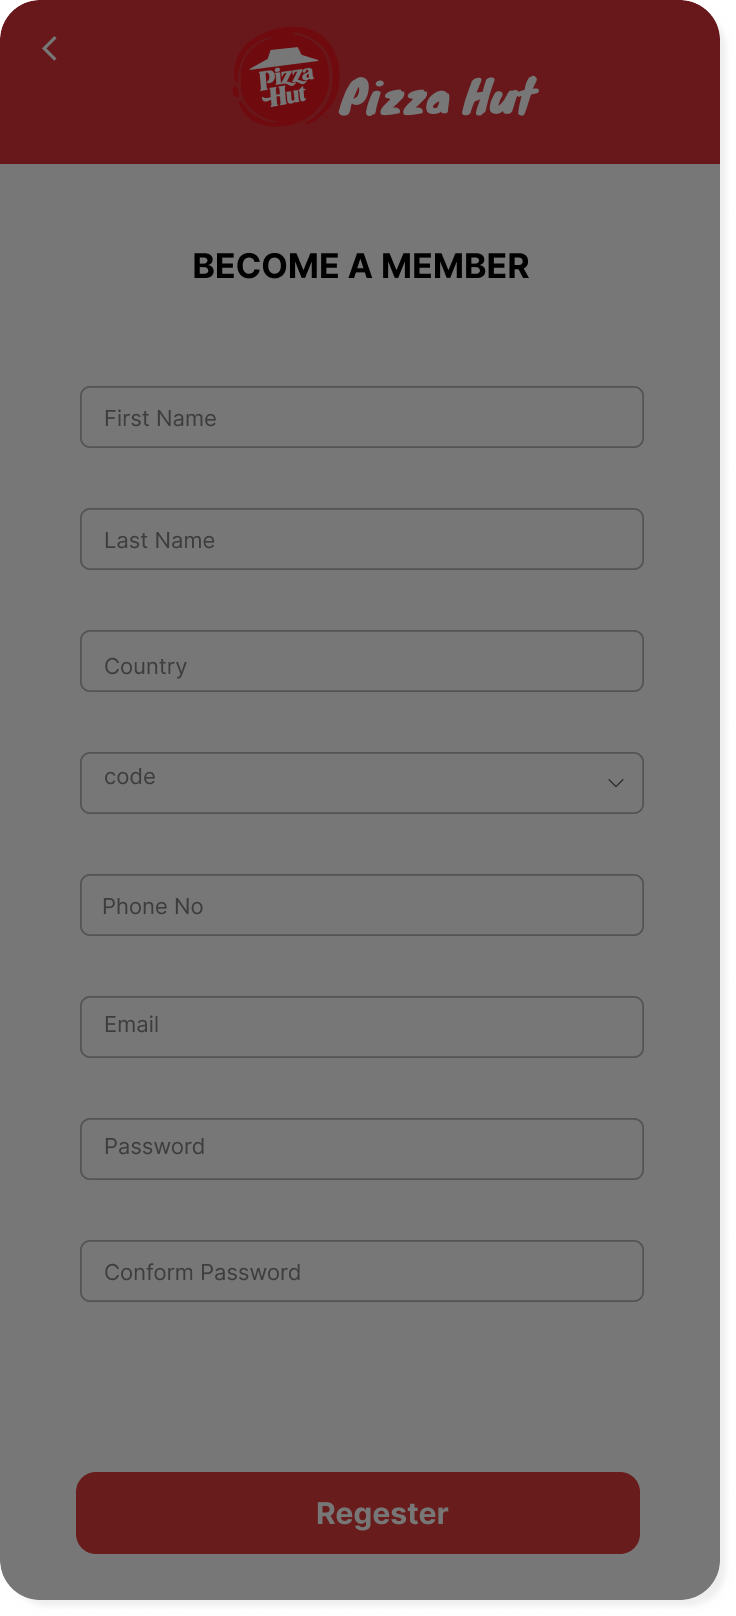 Pizza
Hut
Pizza Hut
BECOME A MEMBER
First Name
Last Name
Country
code
Phone No
Email
Password
Conform Password
Regester